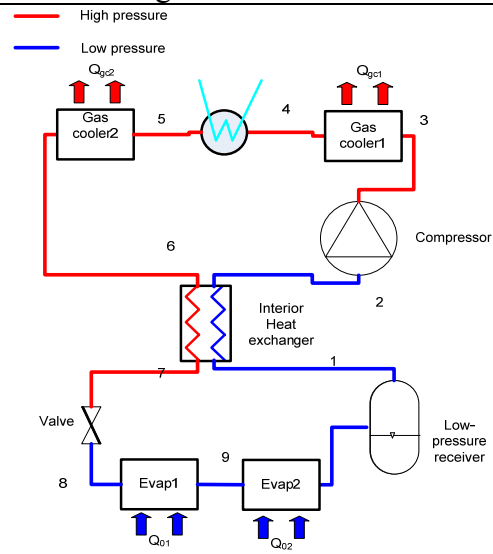 High pressure
Low pressure
Qgc2
Qgc1
Gas
cooler2
5
4
Gas
cooler1
3
Compressor
6
2
Interior
Heat
exchanger
1
7
Valve
Low-
pressure
receiver
8
Evap1
9
Evap2
Q01
Q02